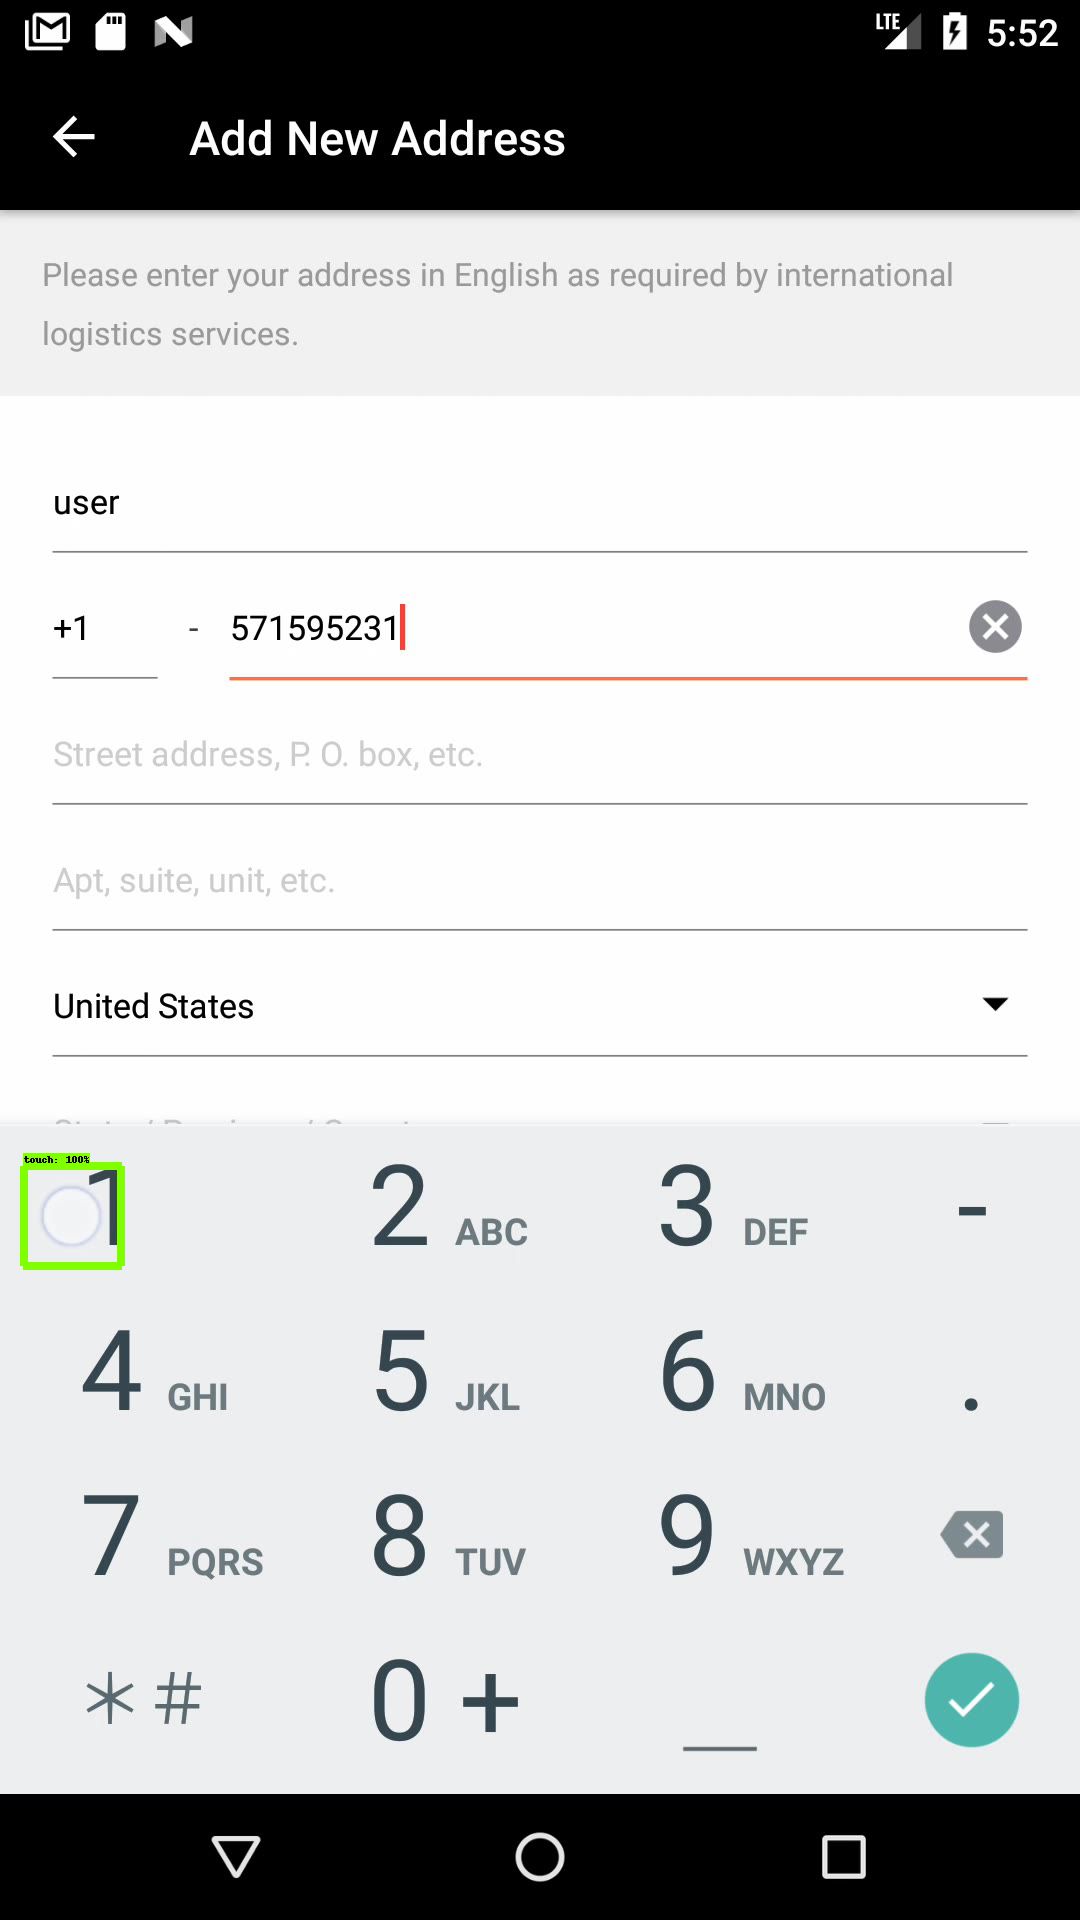 LTE 5:52
Add New Address
Please enter your address in English as required by international
logistics services.
user
+1 - 571595231
Street address, P. O. box, etc.
Apt, suite, unit, etc.
United States
touch: 100%
1 2 ABC 3 DEF -
4 GHI 5 JKL 6 MNO .
7 PQRS 8 TUV 9 WXYZ
*# 0 +